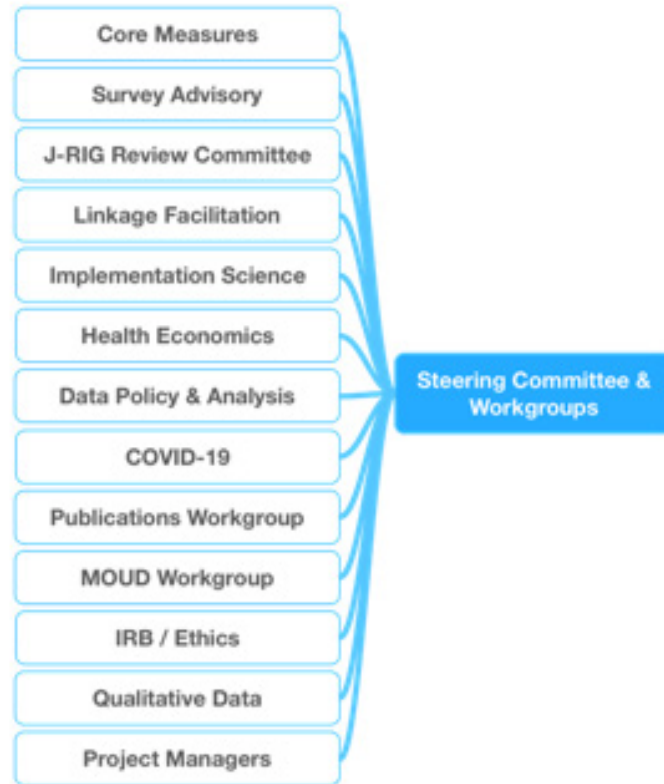 Core Measures
Survey Advisory
J-RIG Review Committee
Linkage Facilitation
Implementation Science
Health Economics
Data Policy & Analysis
COVID-19
Publications Workgroup
MOUD Workgroup
IRB / Ethics
Qualitative Data
Project Managers
Steering Committee &
Workgroups